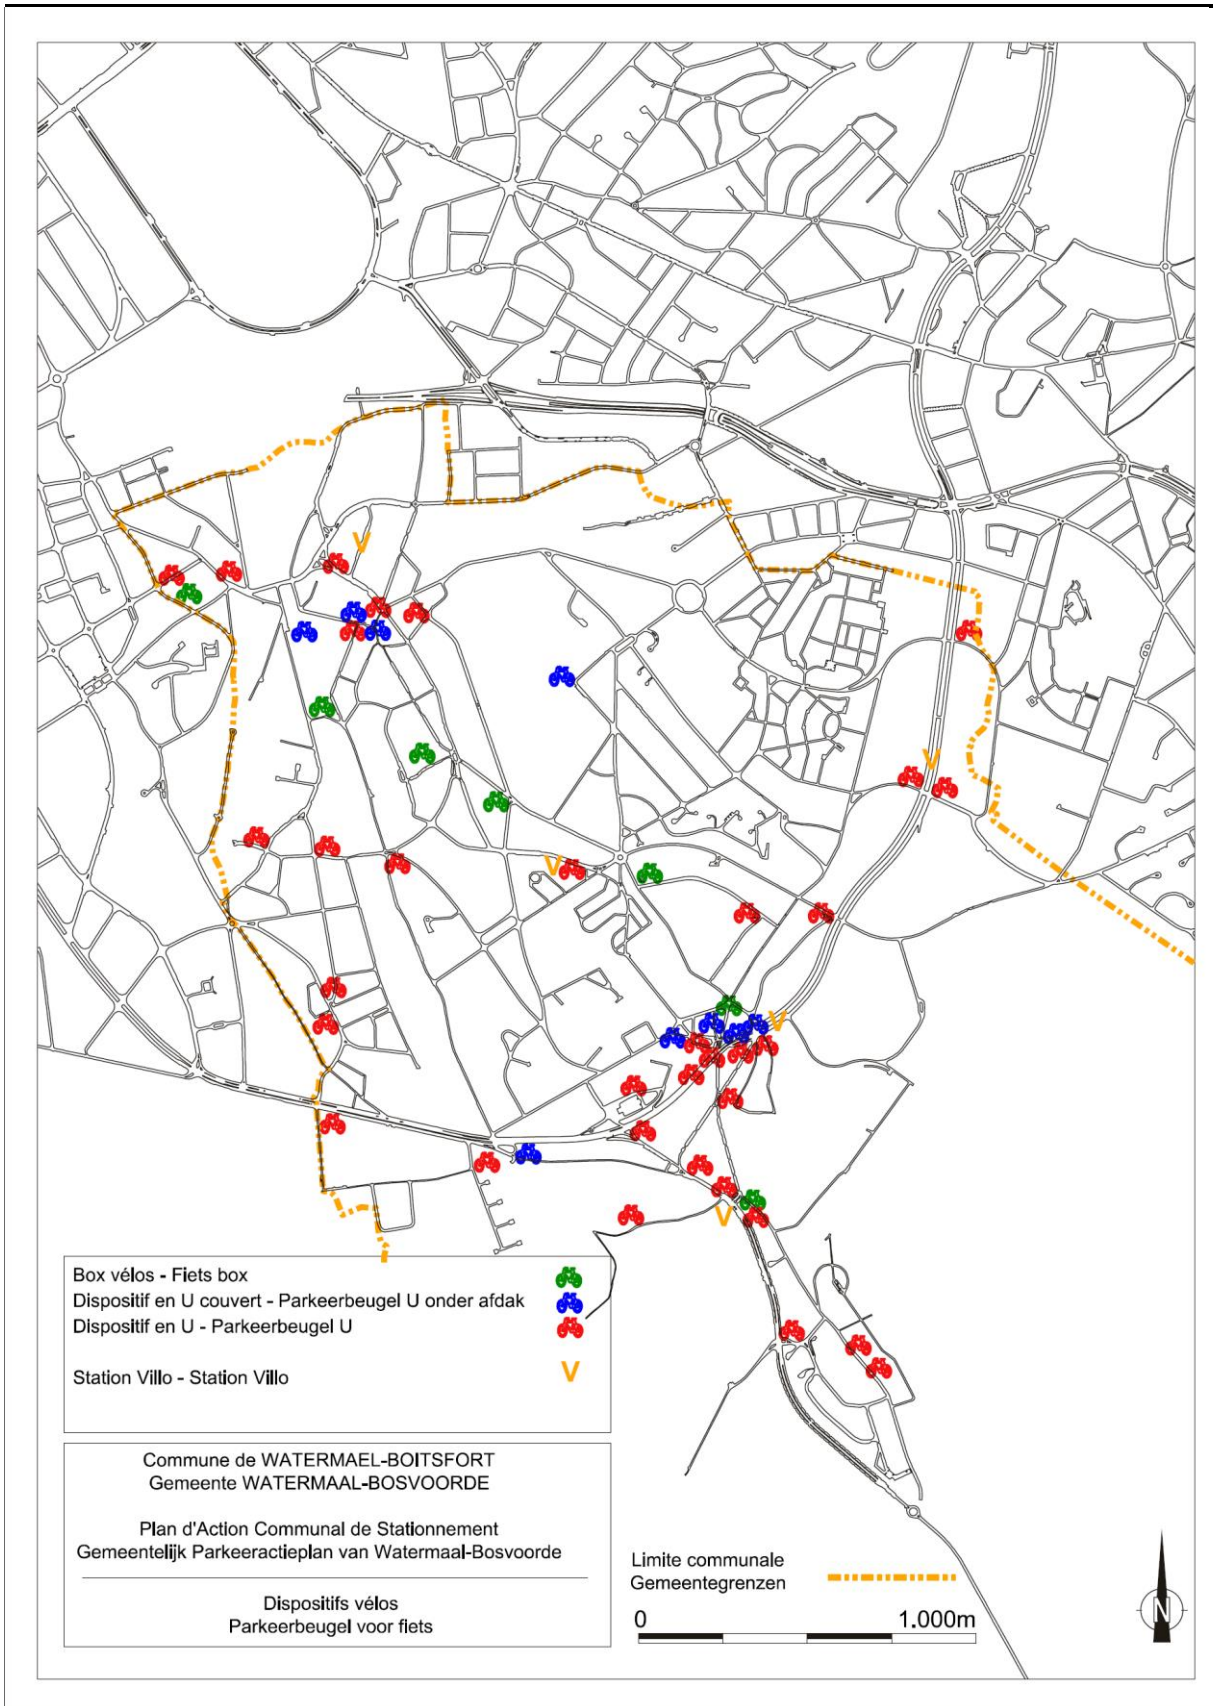 V
V
V
V
V
Box vélos - Fiets box
Dispositif en U couvert - Parkeerbeugel U onder afdak
Dispositif en U - Parkeerbeugel U
Station Villo - Station Villo V
Commune de WATERMAEL-BOITSFORT
Gemeente WATERMAAL-BOSVOORDE
Plan d'Action Communal de Stationnement
Gemeentelijk Parkeeractieplan van Watermaal-Bosvoorde
Dispositifs vélos
Parkeerbeugel voor fiets
Limite communale
Gemeentegrenzen
0 1.000m
N